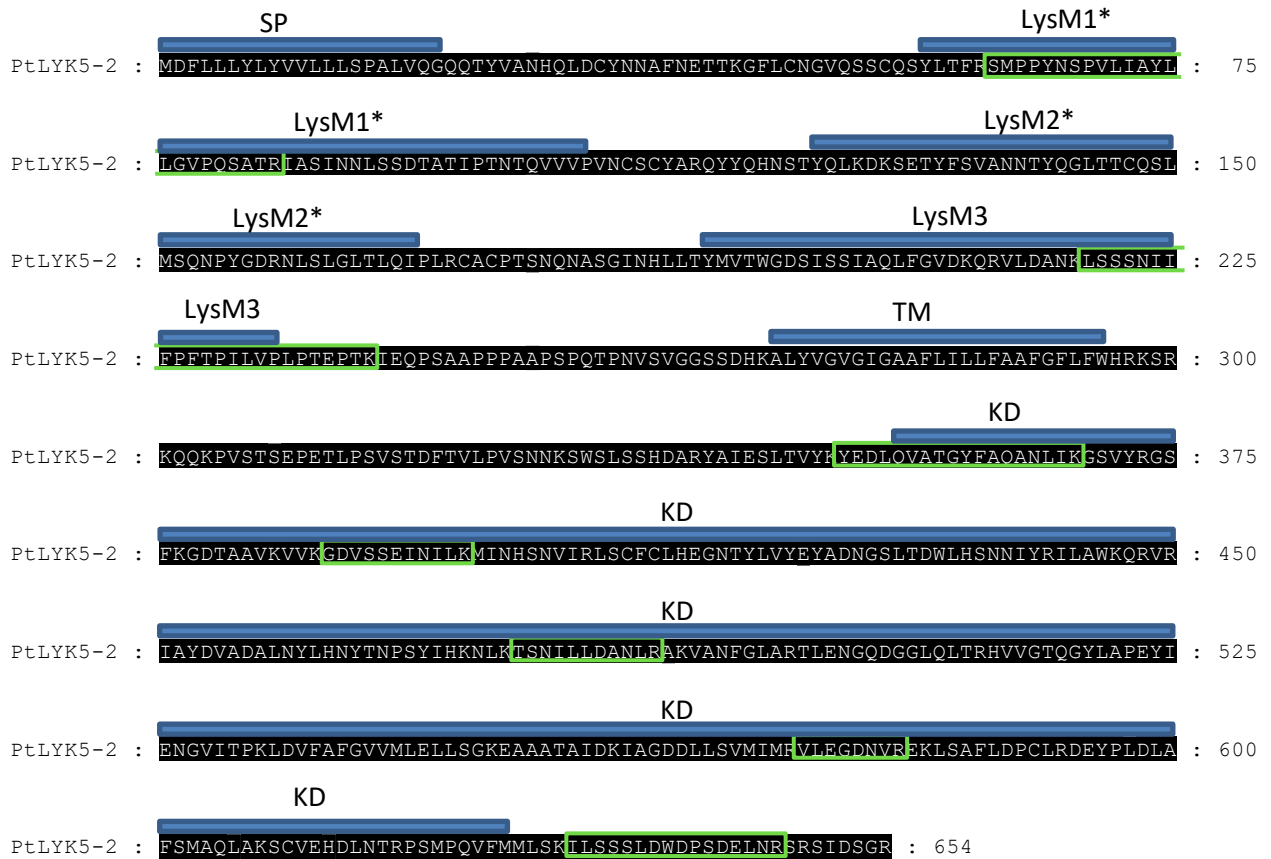 SP LysM1*
PtLYK5-2 : MDFLLLYLYVVLLLSPALVQGQQTYVANHQLDCYNNAFNETTKGFLCNGVQSSCQSYLTFRSMPPYNSPVLIAYL : 75
LysM1* LysM2*
PtLYK5-2 : LGVPQSATRIASINNLSSDTATIPTNTQVVVPVNCSCYARQYYQHNSTYQLKDKSETYFSVANNTYQGLTTCQSL : 150
LysM2* LysM3
PtLYK5-2 : MSQNPYGDRNLSLGLTLQIPLRCACPTSNQNASGINHLLTYMVTWGDSISSIAQLFGVDKQRVLDANKLSSSNII : 225
LysM3 TM
PtLYK5-2 : FPFTPILVPLPTEPTKIEQPSAAPPPAAPSPQTPNVSVGGSSDHKALYVGVGIGAAFLILLFAAFGFLFWHRKSR : 300
KD
PtLYK5-2 : KQQKPVSTSEPETLPSVSTDFTVLPVSNNKSWSLSSHDARYAIESLTVYKYEDLQVATGYFAQANLIKGSVYRGS : 375
KD
PtLYK5-2 : FKGDTAAVKVVKGDVSSEINILKMINHSNVIRLSCFCLHEGNTYLVYEYADNGSLTDWLHSNNIYRILAWKQRVR : 450
KD
PtLYK5-2 : IAYDVADALNYLHNYTNPSYIHKNLKTSNILLDANLRAKVANFGLARTLENGQDGGLQLTRHVVGTQGYLAPEYI : 525
KD
PtLYK5-2 : ENGVITPKLDVFAFGVVMLELLSGKEAAATAIDKIAGDDLLSVMIMRVLEGDNVREKLSAFLDPCLRDEYPLDLA : 600
KD
PtLYK5-2 : FSMAQLAKSCVEHDLNTRPSMPQVFMMLSKILSSSLDWDPSDELNRSRSIDSGR : 654